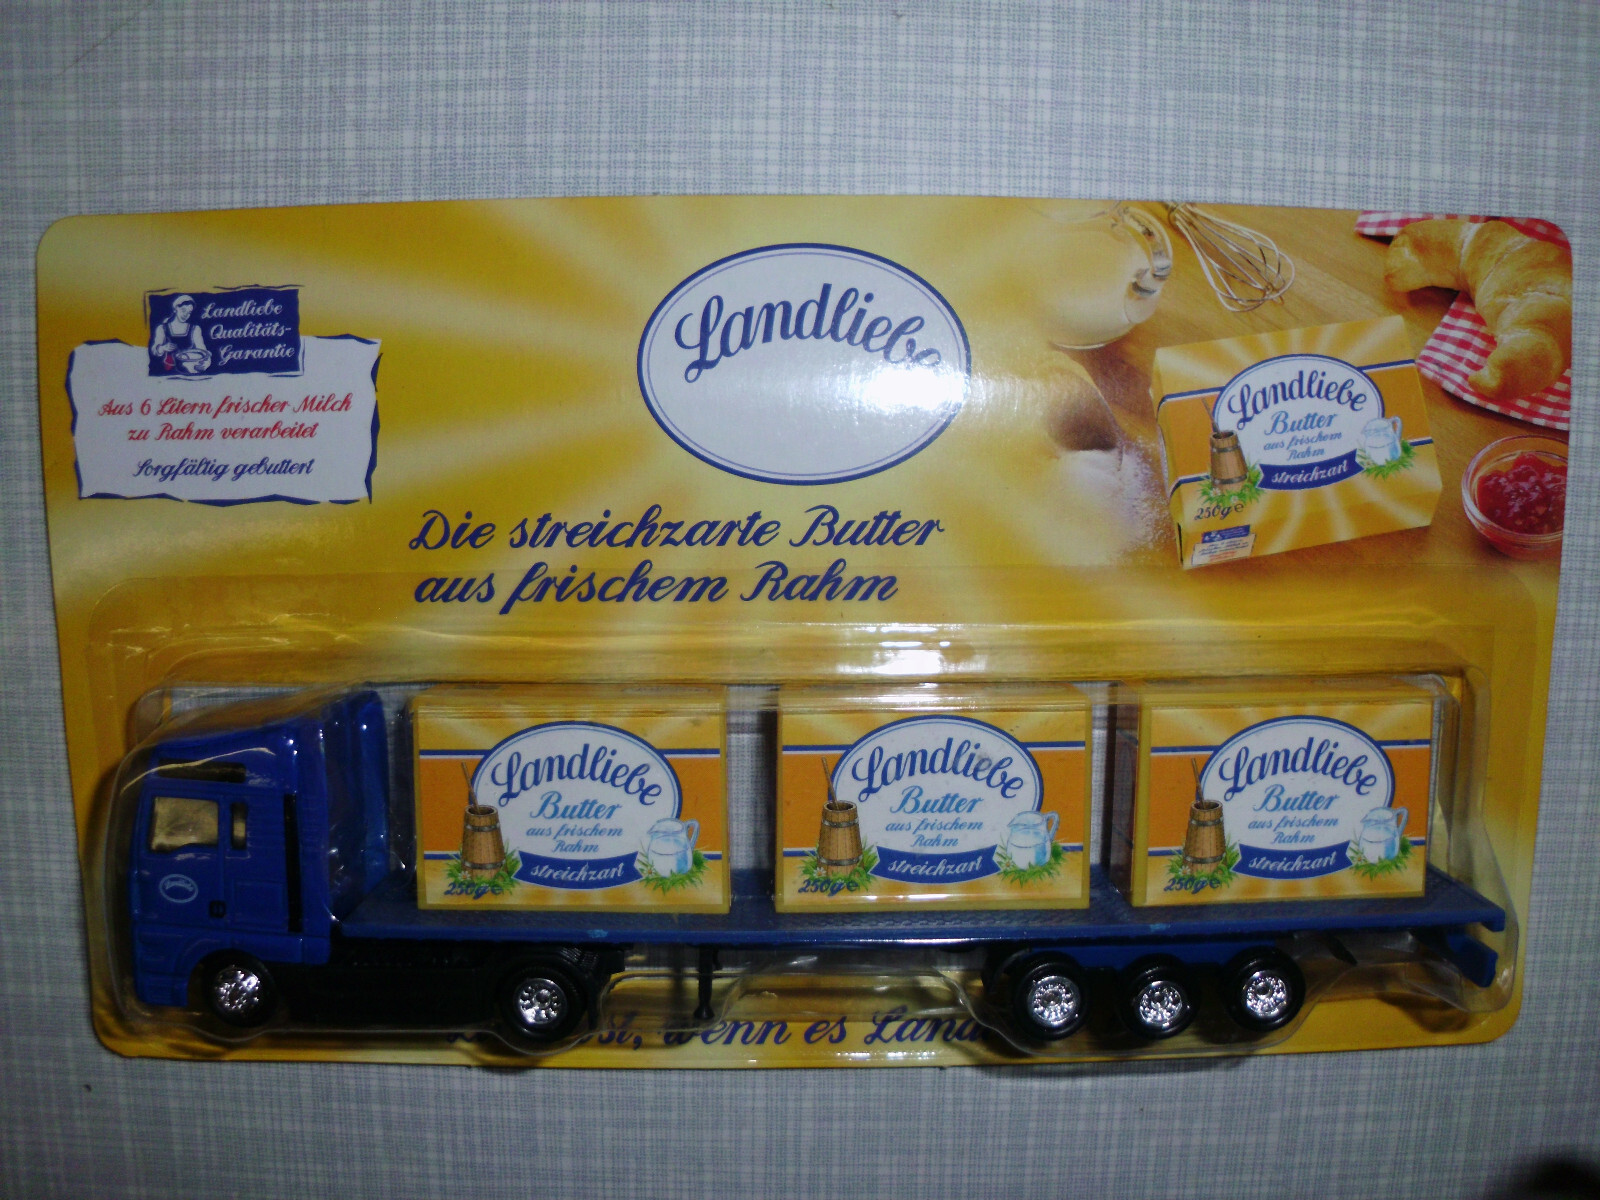 Landliebe
Qualitäts-
Garantie
Aus 6 Litern frischer Milch
zu Rahm verarbeitet
Sorgfältig gebuttert
Landliebe
Die streichzarte Butter
aus frischem Rahm
Landliebe
Butter
aus frischem
Rahm
streichzart
250g e
Landliebe
Landliebe
Butter
aus frischem
Rahm
streichzart
250g e
Landliebe
Butter
aus frischem
Rahm
streichzart
250g e
Landliebe
Butter
aus frischem
Rahm
streichzart
250g e
wenn es